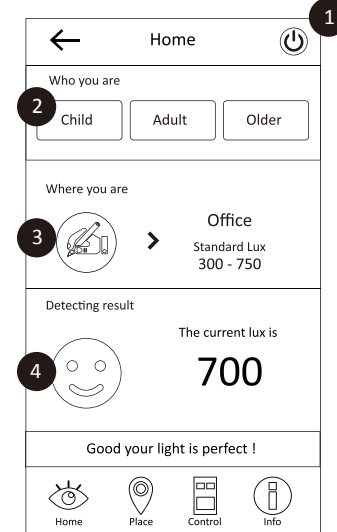 1
Home
Who you are
2
Child Adult Older
Where you are
3
Office
Standard Lux
300 - 750
Detecting result
4
The current lux is
700
Good your light is perfect !
Home Place Control Info